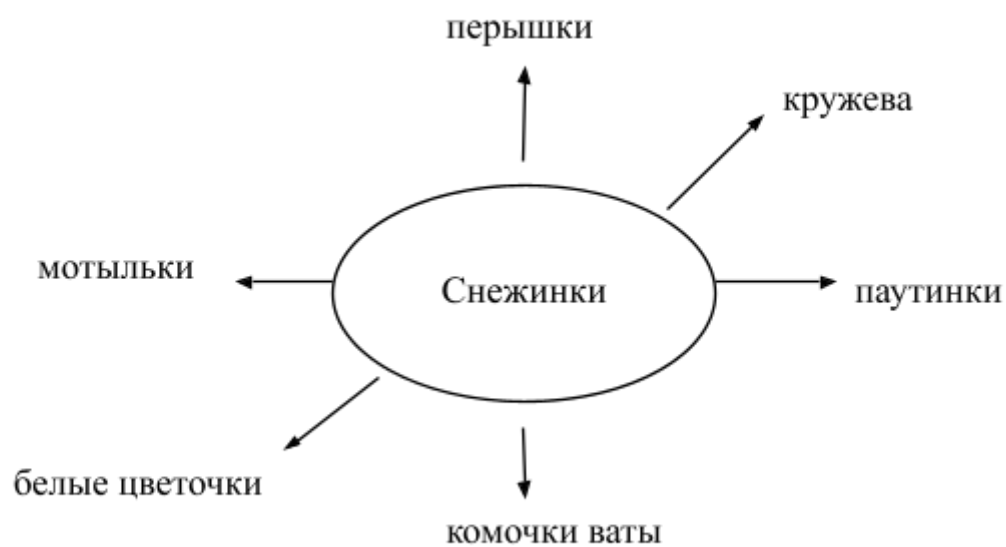 перышки
кружева
мотыльки
Снежинки
паутинки
белые цветочки
комочки ваты